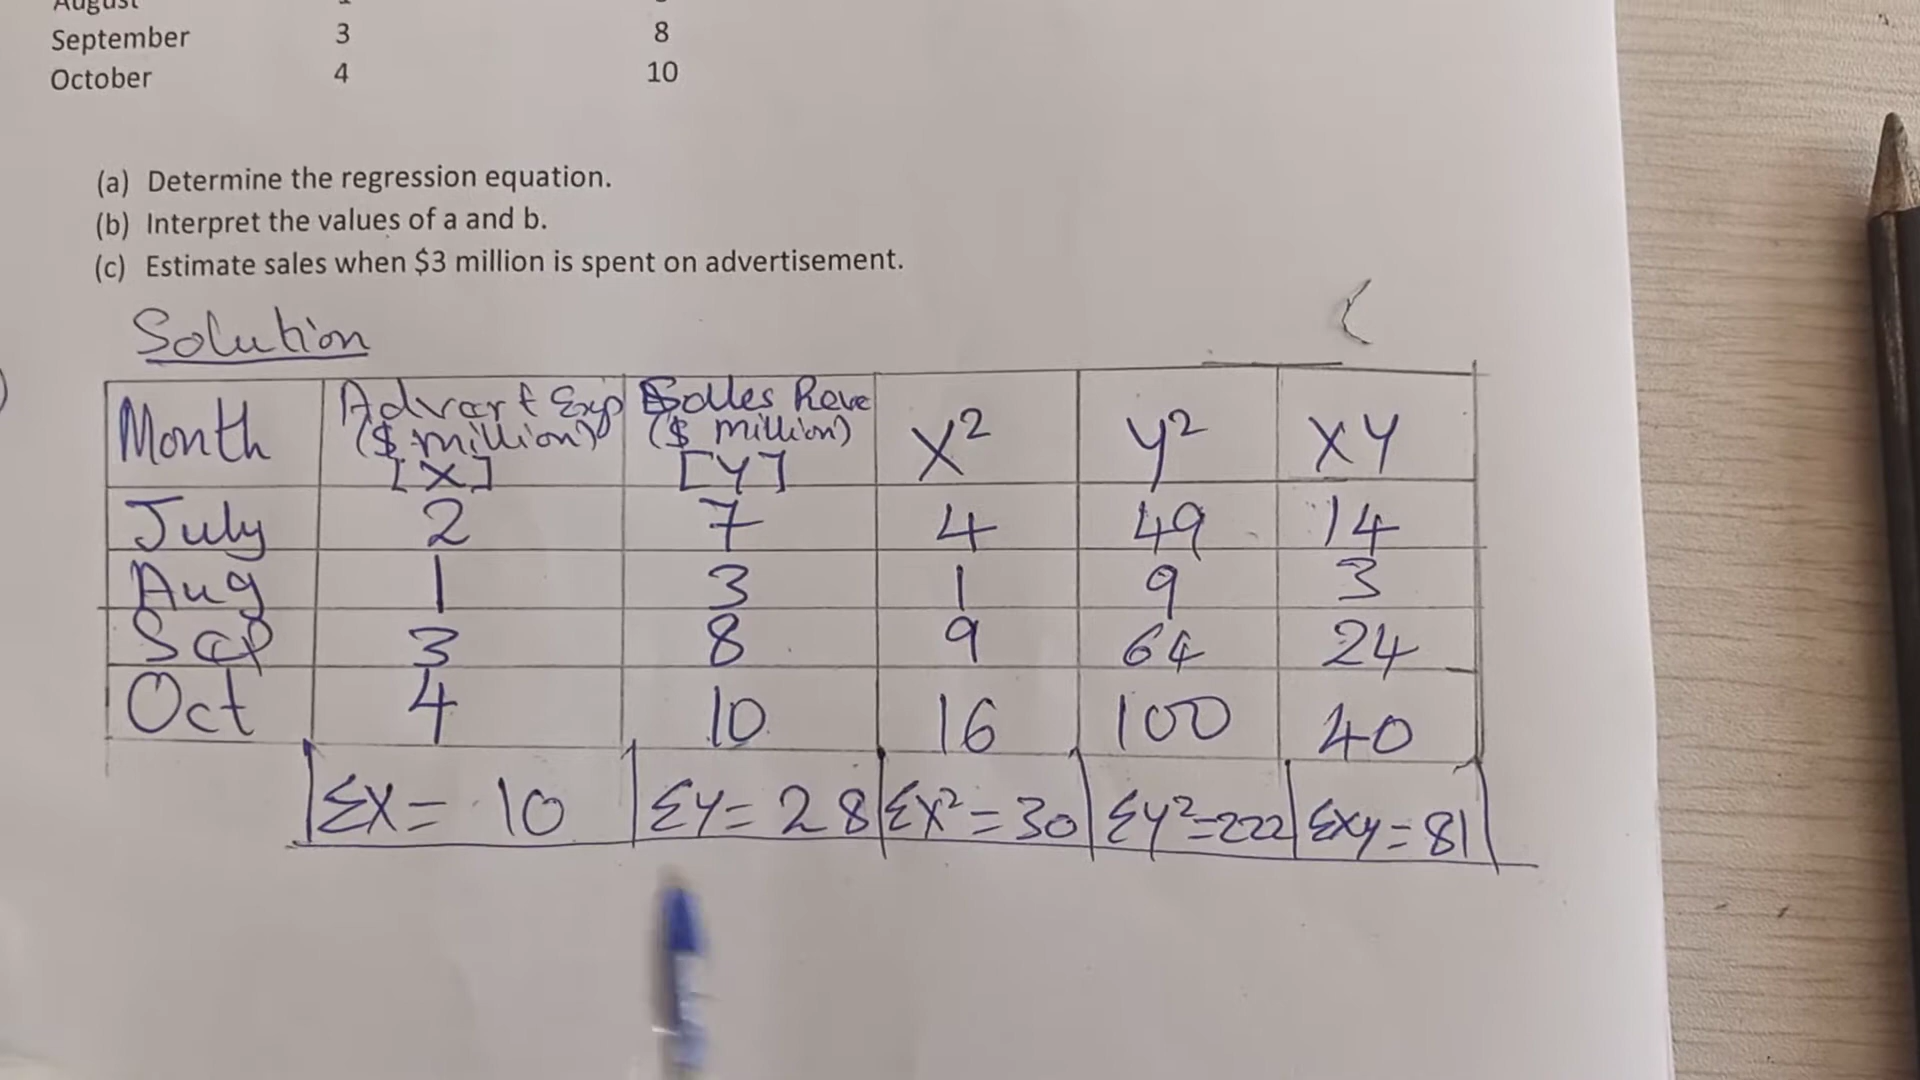 August
September 3 8
October 4 10
(a) Determine the regression equation.
(b) Interpret the values of a and b.
(c) Estimate sales when $3 million is spent on advertisement.
Solution
Month Advert Exp ($ million) [X] Salles Reve ($ million) [Y] X² Y² XY
July 2 7 4 49 14
Aug 1 3 1 9 3
Sep 3 8 9 64 24
Oct 4 10 16 100 40
ΣX = 10 ΣY = 28 ΣX² = 30 ΣY² = 222 ΣXY = 81